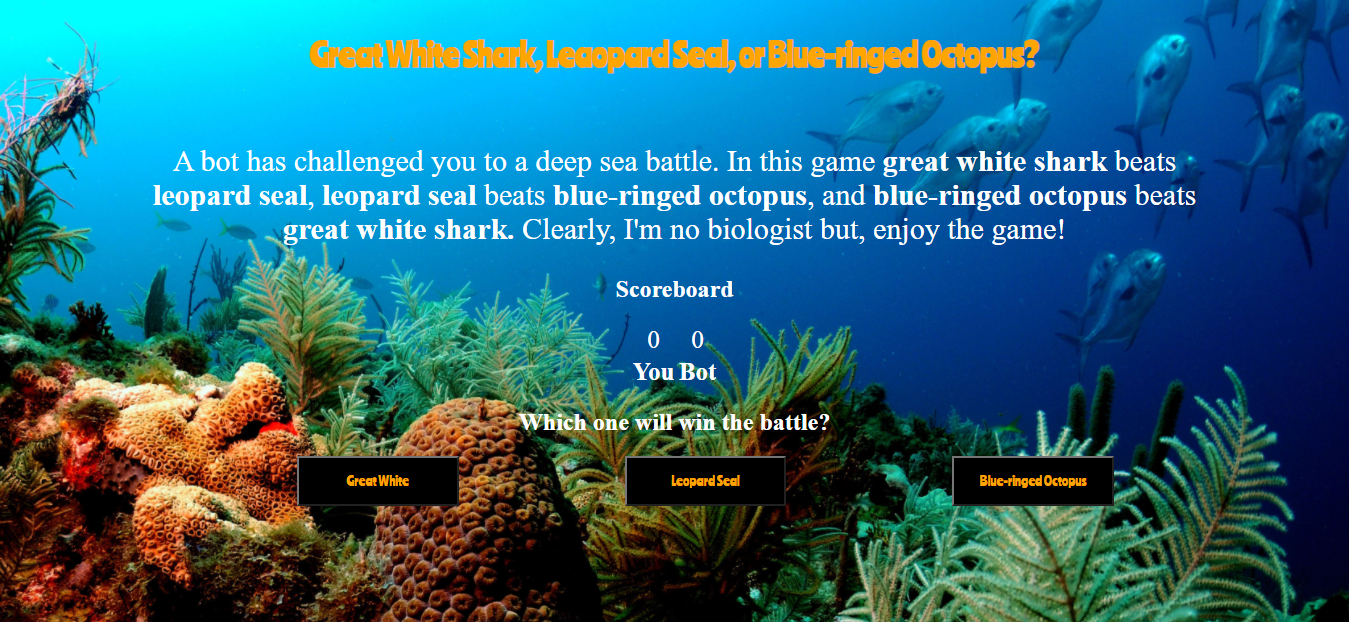 Great White Shark, Leaopard Seal, or Blue-ringed Octopus?
A bot has challenged you to a deep sea battle. In this game great white shark beats
leopard seal, leopard seal beats blue-ringed octopus, and blue-ringed octopus beats
great white shark. Clearly, I'm no biologist but, enjoy the game!
Scoreboard
0 0
You Bot
Which one will win the battle?
Great White Leopard Seal Blue-ringed Octopus